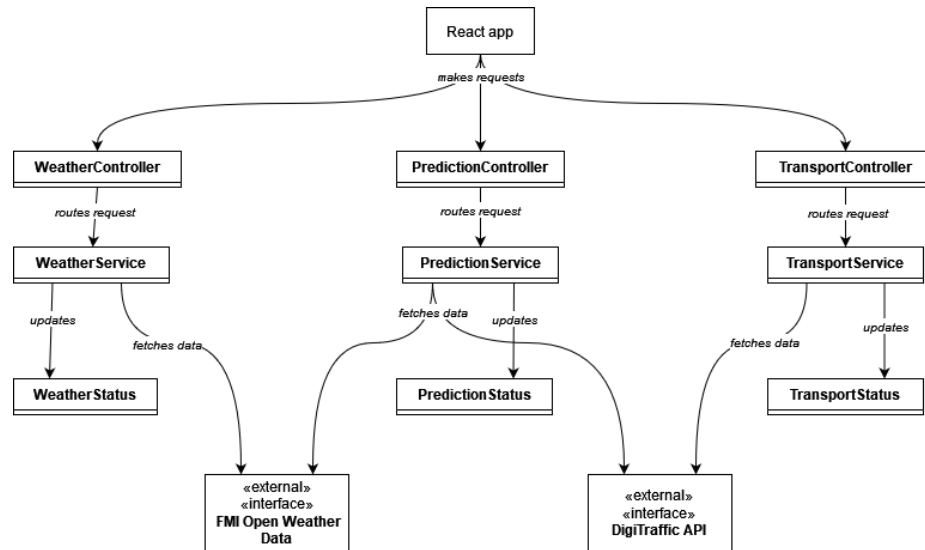 React app
makes requests
WeatherController
PredictionController
TransportController
routes request
routes request
routes request
WeatherService
PredictionService
TransportService
updates
fetches data
fetches data
updates
fetches data
updates
WeatherStatus
PredictionStatus
TransportStatus
«external»
«interface»
FMI Open Weather
Data
«external»
«interface»
DigiTraffic API